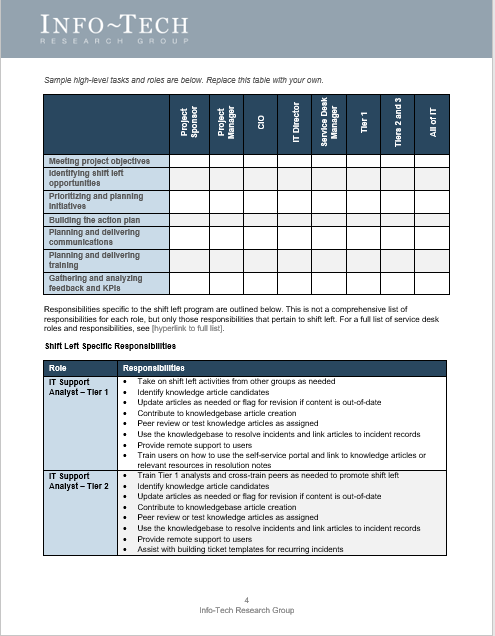 INFO~TECH
RESEARCH GROUP
Sample high-level tasks and roles are below. Replace this table with your own.
Project Sponsor
Project Manager
CIO
IT Director
Service Desk Manager
Tier 1
Tiers 2 and 3
All of IT
Meeting project objectives
Identifying shift left
opportunities
Prioritizing and planning
initiatives
Building the action plan
Planning and delivering
communications
Planning and delivering
training
Gathering and analyzing
feedback and KPIs
Responsibilities specific to the shift left program are outlined below. This is not a comprehensive list of
responsibilities for each role, but only those responsibilities that pertain to shift left. For a full list of service desk
roles and responsibilities, see [hyperlink to full list].
Shift Left Specific Responsibilities
Role Responsibilities
IT Support
Analyst – Tier 1
• Take on shift left activities from other groups as needed
• Identify knowledge article candidates
• Update articles as needed or flag for revision if content is out-of-date
• Contribute to knowledgebase article creation
• Peer review or test knowledge articles as assigned
• Use the knowledgebase to resolve incidents and link articles to incident records
• Provide remote support to users
• Train users on how to use the self-service portal and link to knowledge articles or
relevant resources in resolution notes
IT Support
Analyst – Tier 2
• Train Tier 1 analysts and cross-train peers as needed to promote shift left
• Identify knowledge article candidates
• Update articles as needed or flag for revision if content is out-of-date
• Contribute to knowledgebase article creation
• Peer review or test knowledge articles as assigned
• Use the knowledgebase to resolve incidents and link articles to incident records
• Provide remote support to users
• Assist with building ticket templates for recurring incidents
4
Info-Tech Research Group